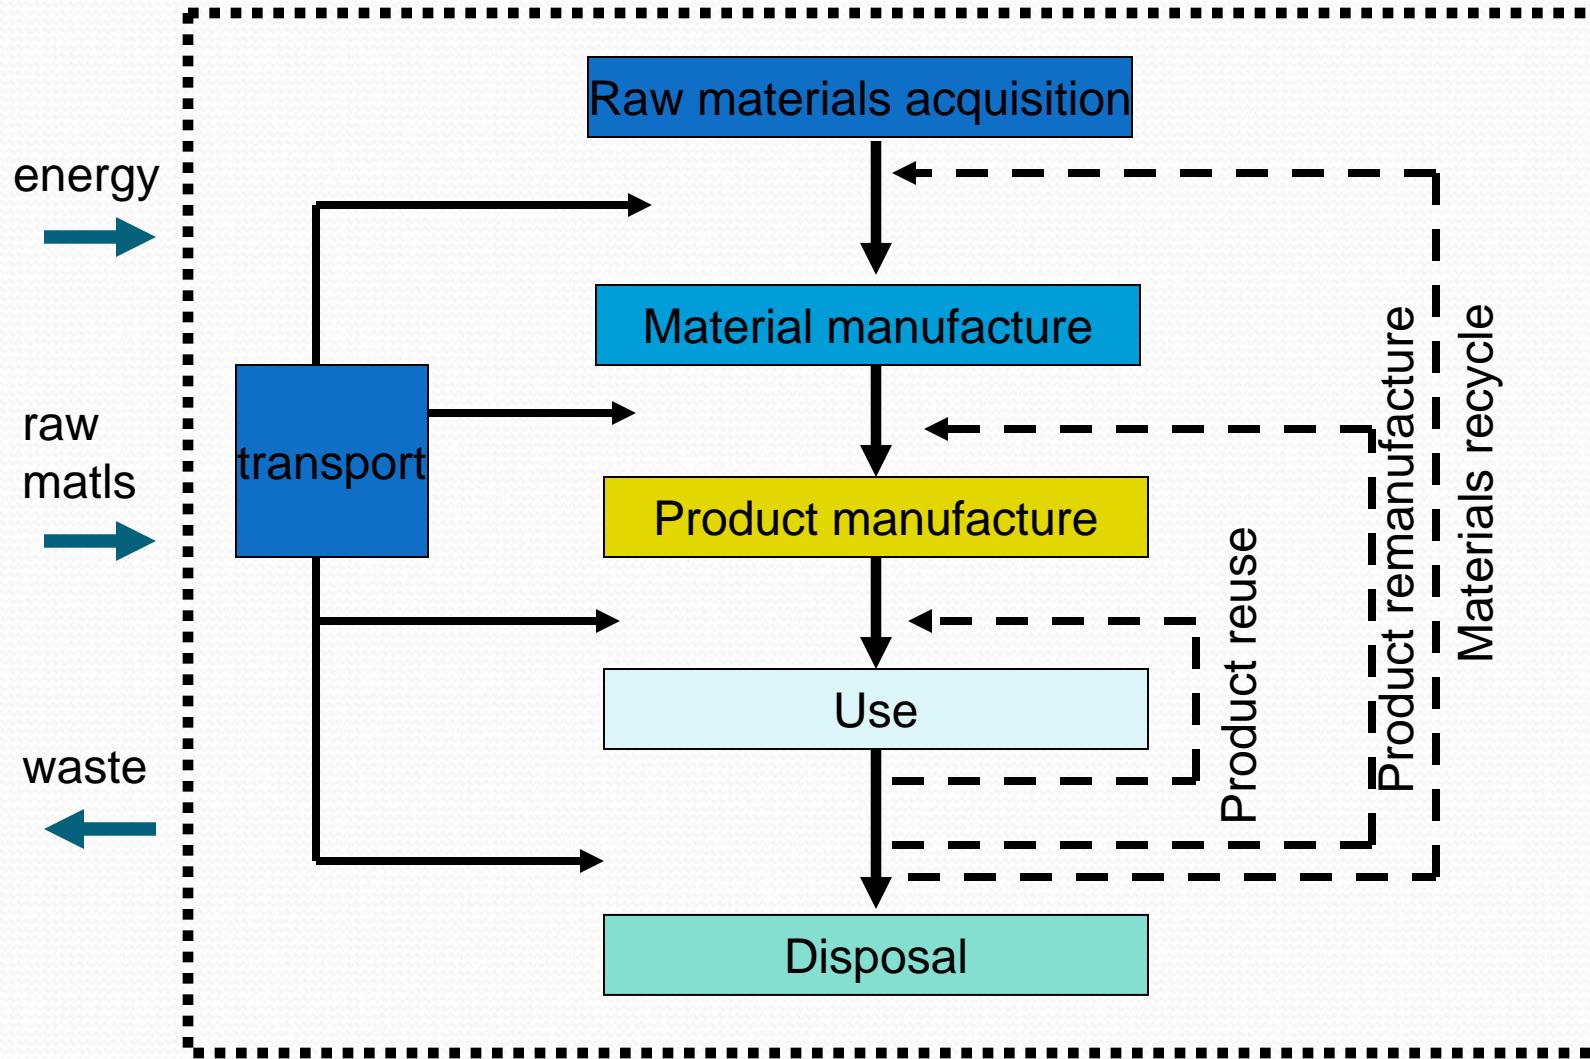 Raw materials acquisition
energy
Material manufacture
raw
matls
transport
Product manufacture
Use
waste
Disposal
Product reuse
Product remanufacture
Materials recycle